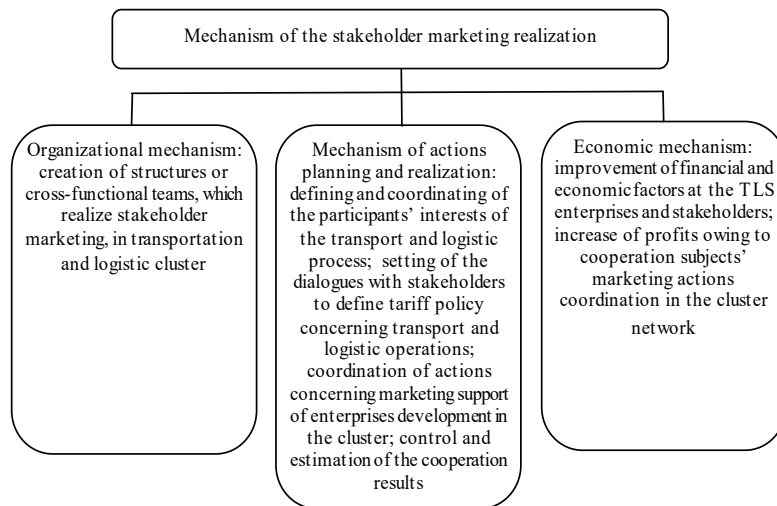 Mechanism of the stakeholder marketing realization
Organizational mechanism:
creation of structures or
cross-functional teams, which
realize stakeholder
marketing, in transportation
and logistic cluster
Mechanism of actions
planning and realization:
defining and coordinating of
the participants' interests of
the transport and logistic
process; setting of the
dialogues with stakeholders
to define tariff policy
concerning transport and
logistic operations;
coordination of actions
concerning marketing support
of enterprises development in
the cluster; control and
estimation of the cooperation
results
Economic mechanism:
improvement of financial and
economic factors at the TLS
enterprises and stakeholders;
increase of profits owing to
cooperation subjects'
marketing actions
coordination in the cluster
network